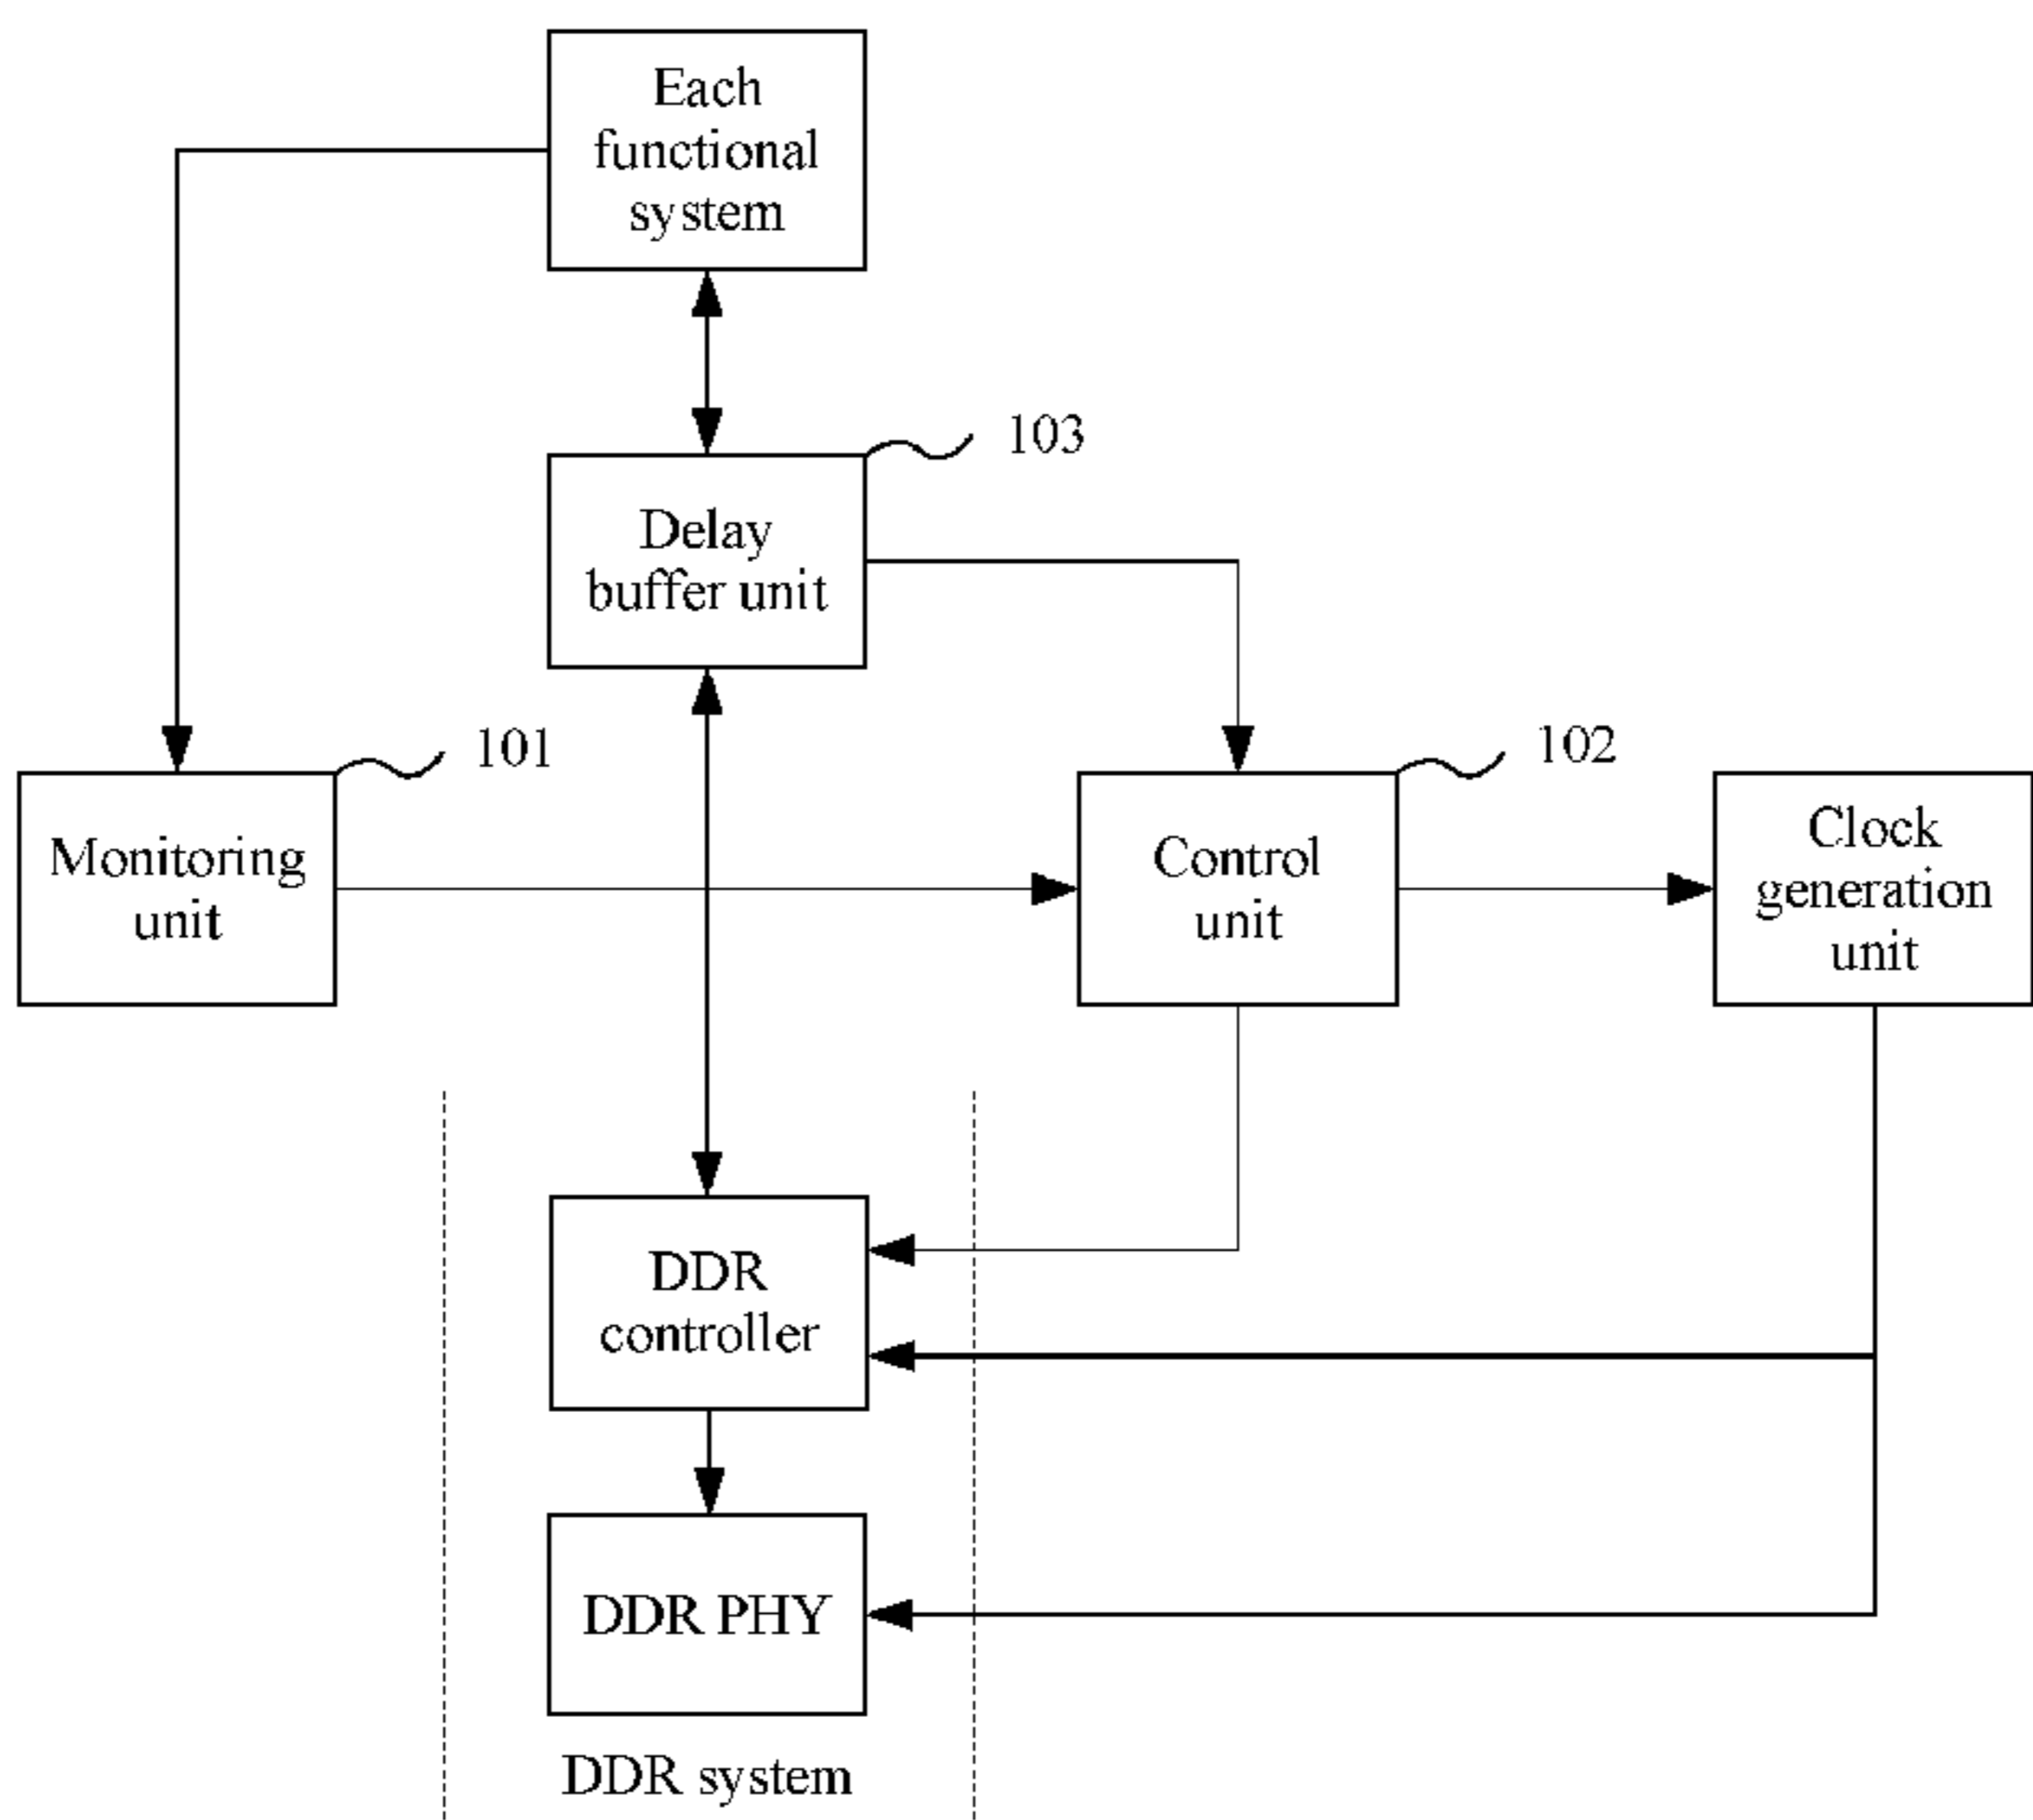 Each
functional
system
103
Delay
buffer unit
101
102
Monitoring
unit
Control
unit
Clock
generation
unit
DDR
controller
DDR PHY
DDR system